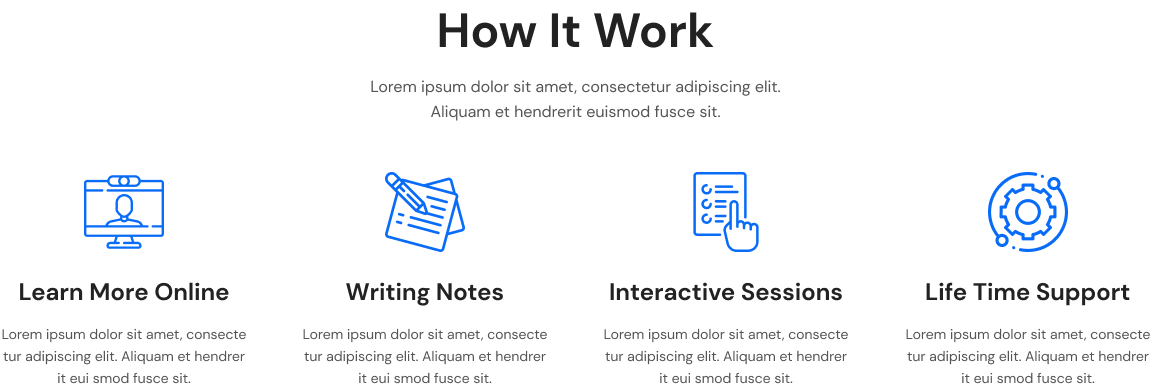 How It Work
Lorem ipsum dolor sit amet, consectetur adipiscing elit.
Aliquam et hendrerit euismod fusce sit.
Learn More Online
Lorem ipsum dolor sit amet, consecte
tur adipiscing elit. Aliquam et hendrer
it eui smod fusce sit.
Writing Notes
Lorem ipsum dolor sit amet, consecte
tur adipiscing elit. Aliquam et hendrer
it eui smod fusce sit.
Interactive Sessions
Lorem ipsum dolor sit amet, consecte
tur adipiscing elit. Aliquam et hendrer
it eui smod fusce sit.
Life Time Support
Lorem ipsum dolor sit amet, consecte
tur adipiscing elit. Aliquam et hendrer
it eui smod fusce sit.